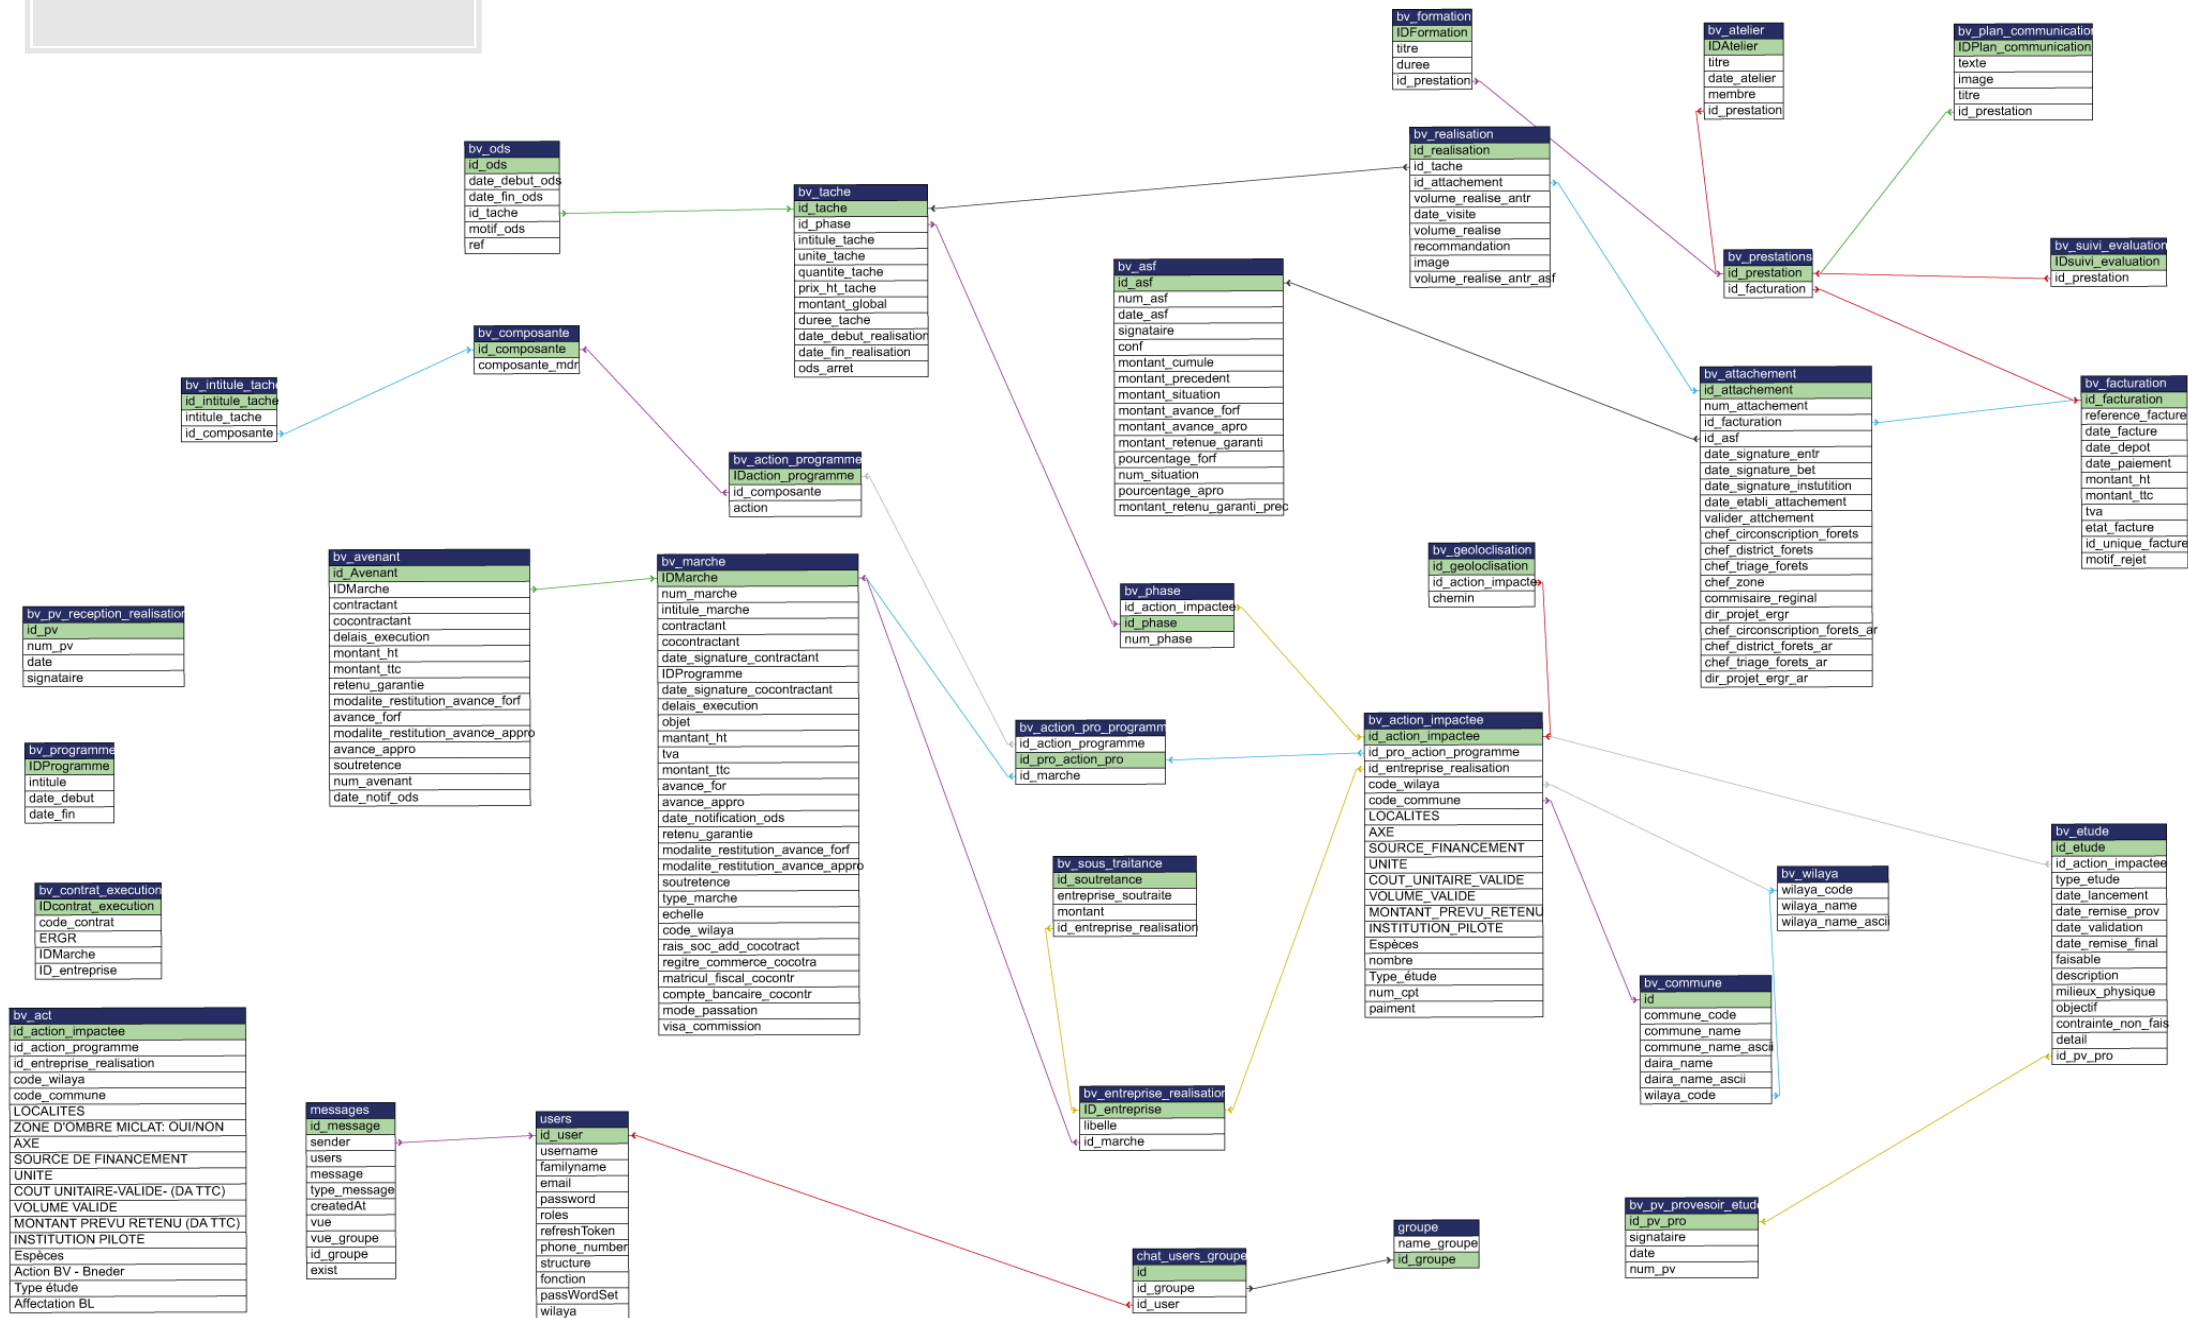 bv_formation
IDFormation
titre
duree
id_prestation
bv_atelier
IDAtelier
titre
date_atelier
membre
id_prestation
bv_plan_communication
IDPlan_communication
texte
image
titre
id_prestation
bv_ods
id_ods
date_debut_ods
date_fin_ods
id_tache
motif_ods
ref
bv_tache
id_tache
id_phase
intitule_tache
unite_tache
quantite_tache
prix_ht_tache
montant_global
duree_tache
date_debut_realisation
date_fin_realisation
ods_arret
bv_realisation
id_realisation
id_tache
id_attachement
volume_realise_antr
date_visite
volume_realise
recommandation
image
volume_realise_antr_asf
bv_prestations
id_prestation
id_facturation
bv_suivi_evaluation
IDsuivi_evaluation
id_prestation
bv_asf
id_asf
num_asf
date_asf
signataire
conf
montant_cumule
montant_precedent
montant_situation
montant_avance_forf
montant_avance_apro
montant_retenue_garanti
pourcentage_forf
num_situation
pourcentage_apro
montant_retenu_garanti_prec
bv_composante
id_composante
composante_mdr
bv_intitule_tache
id_intitule_tache
intitule_tache
id_composante
bv_attachement
id_attachement
num_attachement
id_facturation
id_asf
date_signature_entr
date_signature_bet
date_signature_instutition
date_etabli_attachement
valider_attchement
chef_circonscription_forets
chef_district_forets
chef_triage_forets
chef_zone
commisaire_reginal
dir_projet_ergr
chef_circonscription_forets_ar
chef_district_forets_ar
chef_triage_forets_ar
dir_projet_ergr_ar
bv_facturation
id_facturation
reference_facture
date_facture
date_depot
date_paiement
montant_ht
montant_ttc
tva
etat_facture
id_unique_facture
motif_rejet
bv_action_programme
IDaction_programme
id_composante
action
bv_avenant
id_Avenant
IDMarche
contractant
cocontractant
delais_execution
montant_ht
montant_ttc
retenu_garantie
modalite_restitution_avance_forf
avance_forf
modalite_restitution_avance_appro
avance_appro
soutretence
num_avenant
date_notif_ods
bv_marche
IDMarche
num_marche
intitule_marche
contractant
cocontractant
date_signature_contractant
IDProgramme
date_signature_cocontractant
delais_execution
objet
mantant_ht
tva
montant_ttc
avance_for
avance_appro
date_notification_ods
retenu_garantie
modalite_restitution_avance_forf
modalite_restitution_avance_appro
soutretence
type_marche
echelle
code_wilaya
rais_soc_add_cocotract
regitre_commerce_cocotra
matricul_fiscal_cocontr
compte_bancaire_cocontr
mode_passation
visa_commission
bv_geoloclisation
id_geoloclisation
id_action_impactee
chemin
bv_phase
id_action_impactee
id_phase
num_phase
bv_pv_reception_realisation
id_pv
num_pv
date
signataire
bv_programme
IDProgramme
intitule
date_debut
date_fin
bv_action_pro_programm
id_action_programme
id_pro_action_pro
id_marche
bv_action_impactee
id_action_impactee
id_pro_action_programme
id_entreprise_realisation
code_wilaya
code_commune
LOCALITES
AXE
SOURCE_FINANCEMENT
UNITE
COUT_UNITAIRE_VALIDE
VOLUME_VALIDE
MONTANT_PREVU_RETENU
INSTITUTION_PILOTE
Espèces
nombre
Type_étude
num_cpt
paiment
bv_etude
id_etude
id_action_impactee
type_etude
date_lancement
date_remise_prov
date_validation
date_remise_final
faisable
description
milieux_physique
objectif
contrainte_non_fais
detail
id_pv_pro
bv_sous_traitance
id_soutretance
entreprise_soutraite
montant
id_entreprise_realisation
bv_wilaya
wilaya_code
wilaya_name
wilaya_name_ascii
bv_contrat_execution
IDcontrat_execution
code_contrat
ERGR
IDMarche
ID_entreprise
bv_commune
id
commune_code
commune_name
commune_name_ascii
daira_name
daira_name_ascii
wilaya_code
bv_act
id_action_impactee
id_action_programme
id_entreprise_realisation
code_wilaya
code_commune
LOCALITES
ZONE D'OMBRE MICLAT: OUI/NON
AXE
SOURCE DE FINANCEMENT
UNITE
COUT UNITAIRE-VALIDE- (DA TTC)
VOLUME VALIDE
MONTANT PREVU RETENU (DA TTC)
INSTITUTION PILOTE
Espèces
Action BV - Bneder
Type étude
Affectation BL
bv_entreprise_realisation
ID_entreprise
libelle
id_marche
messages
id_message
sender
users
message
type_message
createdAt
vue
vue_groupe
id_groupe
exist
users
id_user
username
familyname
email
password
roles
refreshToken
phone_number
structure
fonction
passWordSet
wilaya
bv_pv_provesoir_etude
id_pv_pro
signataire
date
num_pv
groupe
name_groupe
id_groupe
chat_users_groupe
id
id_groupe
id_user